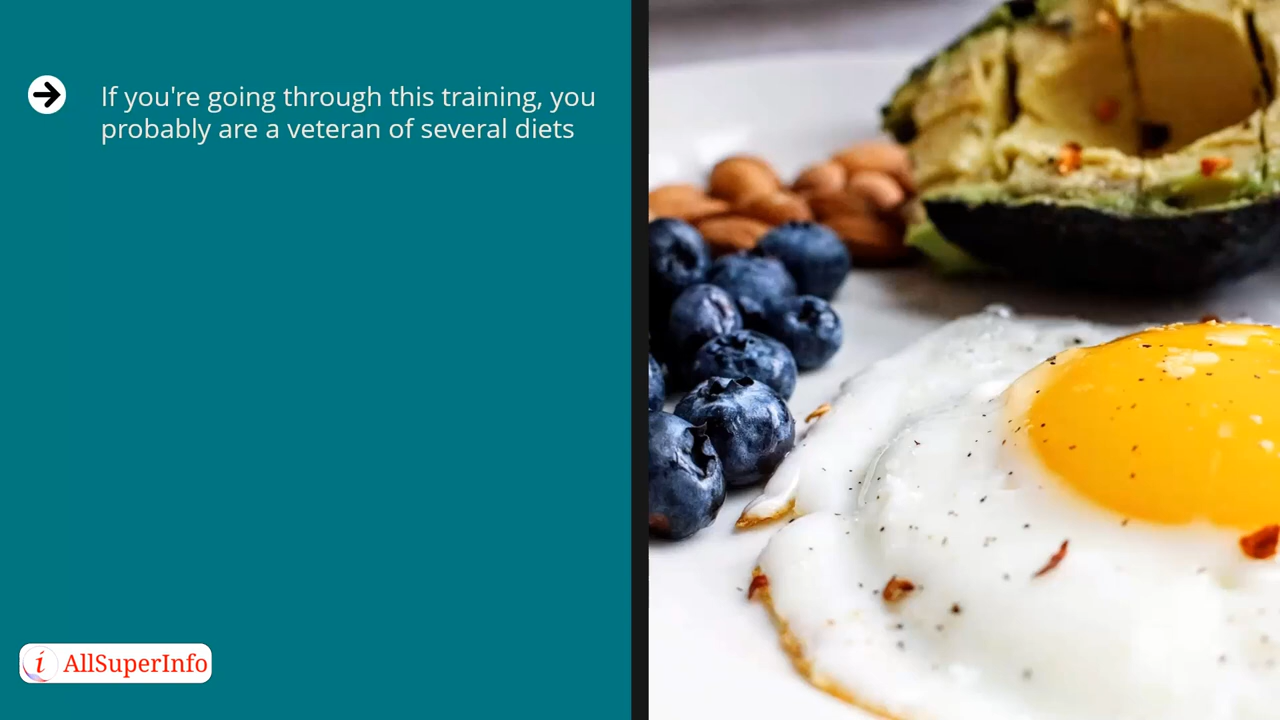 If you're going through this training, you
probably are a veteran of several diets
i AllSuperInfo